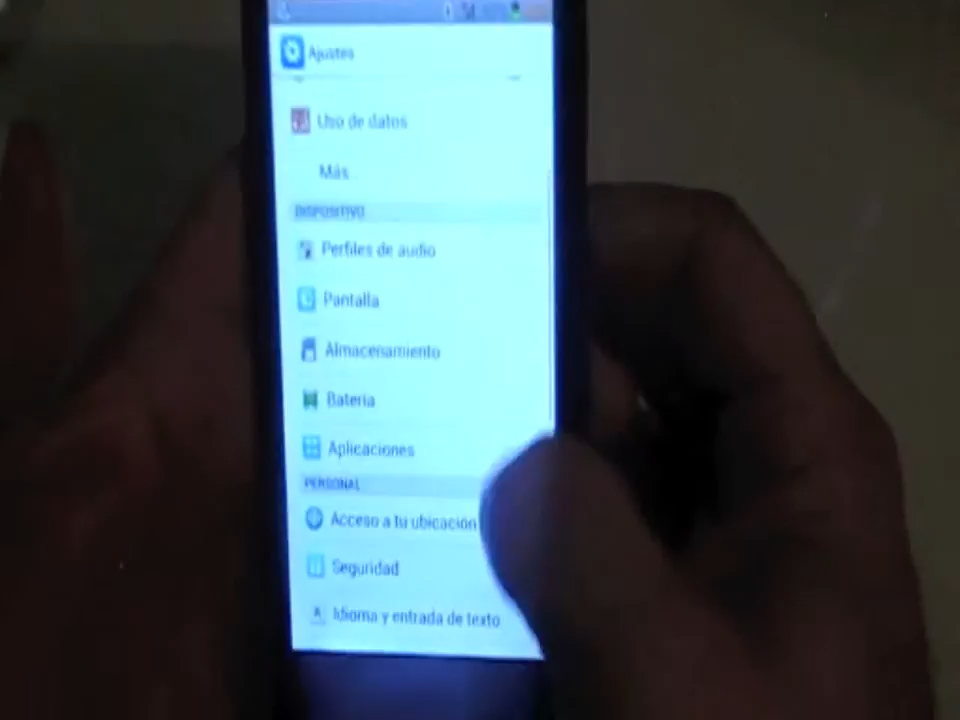 Ajustes
Uso de datos
Más...
DISPOSITIVO
Perfiles de audio
Pantalla
Almacenamiento
Batería
Aplicaciones
PERSONAL
Acceso a tu ubicación
Seguridad
Idioma y entrada de texto